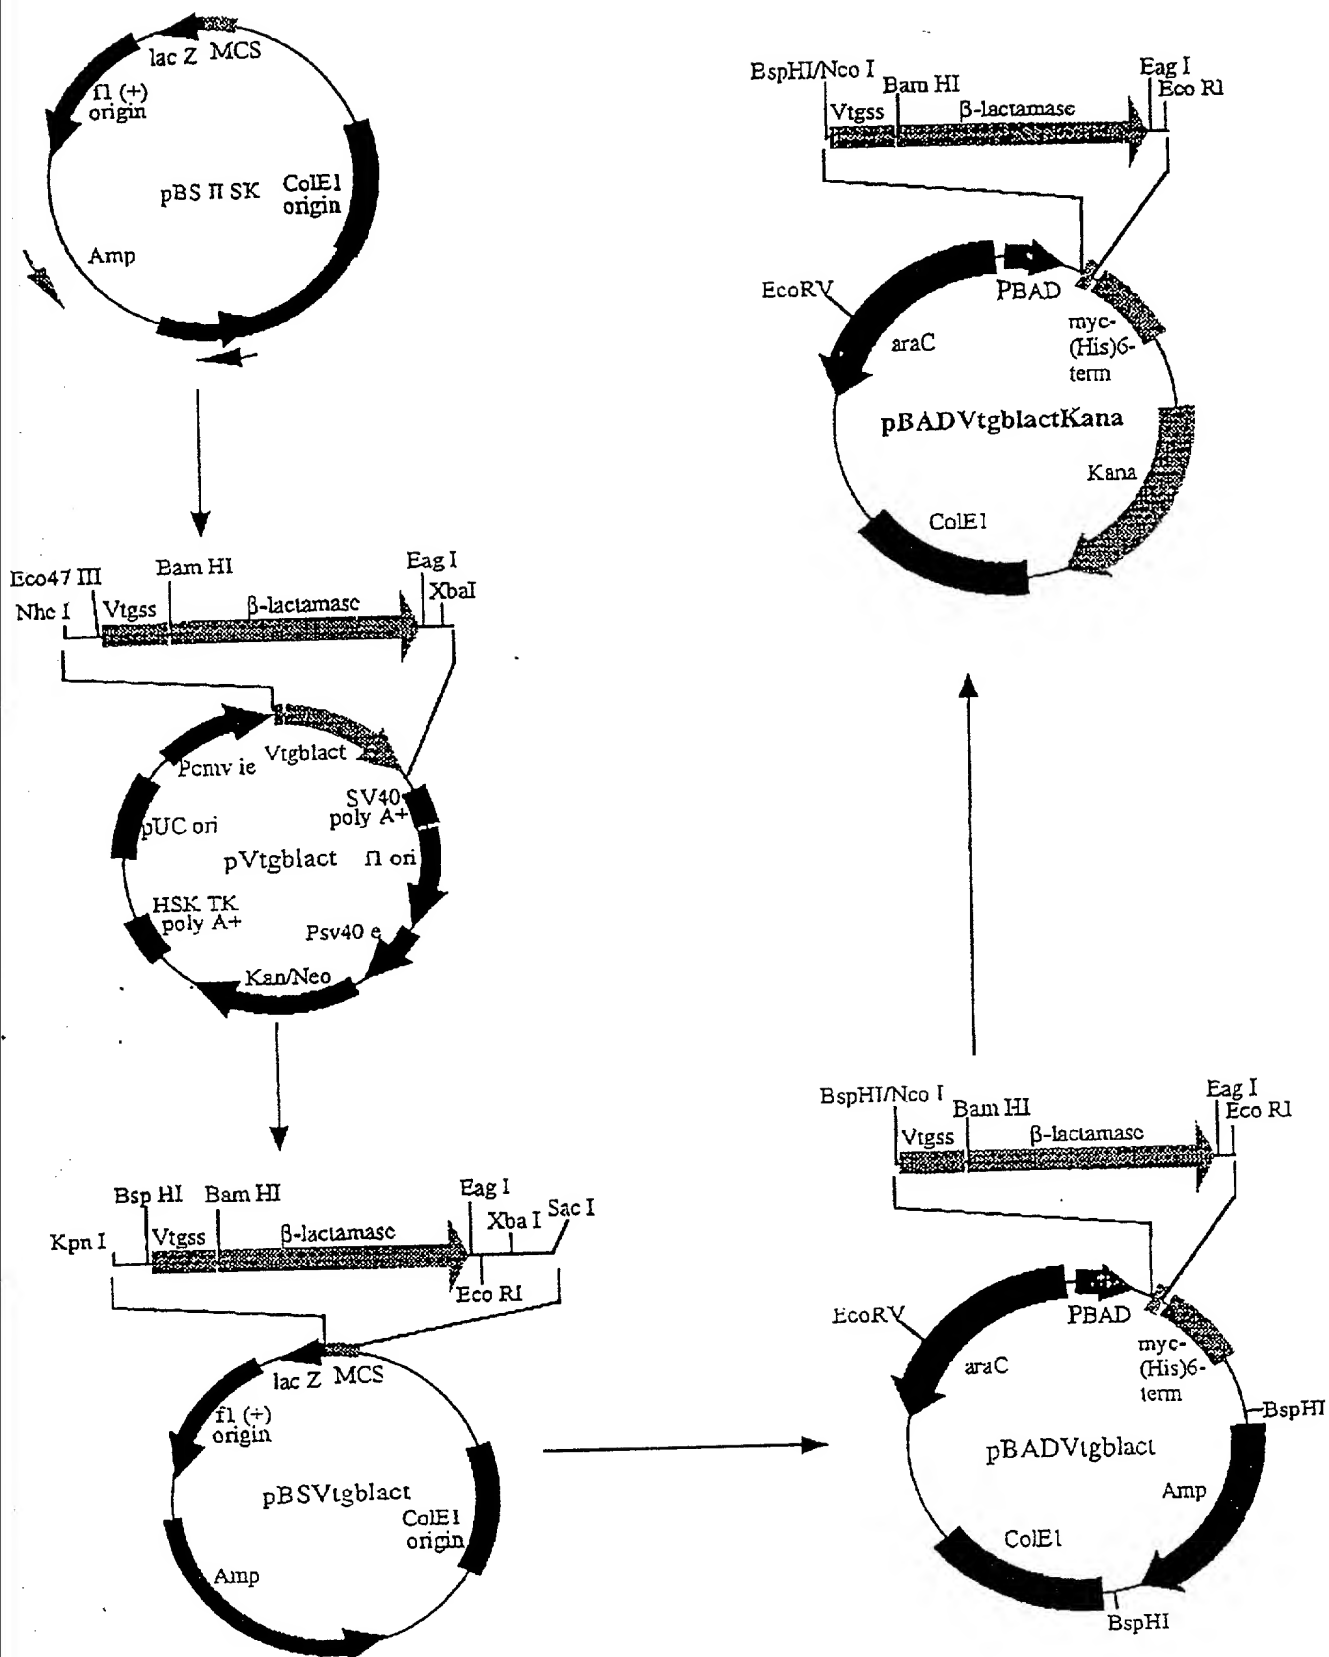 lac Z MCS
f1 (+)
origin
pBS II SK
ColE1
origin
Amp
Eco47 III
Bam HI
Eag I
Nhe I
Vtgss
β-lactamase
XbaI
Pcmv ie
Vtgblact
pUC ori
SV40
poly A+
pVtgblact
f1 ori
HSK TK
poly A+
Psv40 e
Kan/Neo
Bsp HI
Bam HI
Eag I
Sac I
Kpn I
Vtgss
β-lactamase
Xba I
Eco RI
lac Z MCS
f1 (+)
origin
pBSVtgblact
ColE1
origin
Amp
BspHI/Nco I
Bam HI
Eag I
Eco RI
Vtgss
β-lactamase
EcoRV
PBAD
araC
myc-
(His)6-
term
BspHI
pBADVtgblact
Amp
ColE1
BspHI
BspHI/Nco I
Bam HI
Eag I
Eco RI
Vtgss
β-lactamase
EcoRV
PBAD
araC
myc-
(His)6-
term
pBADVtgblactKana
Kana
ColE1